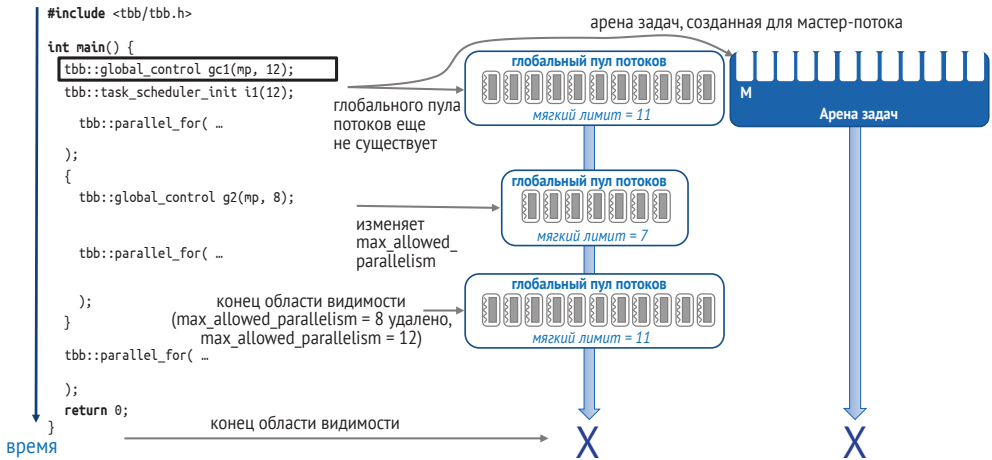 #include <tbb/tbb.h>
int main() {
tbb::global_control gc1(mp, 12);
tbb::task_scheduler_init i1(12);
tbb::parallel_for( …
);
{
tbb::global_control g2(mp, 8);
tbb::parallel_for( …
);
}
tbb::parallel_for( …
);
return 0;
}
время
глобального пула
потоков еще
не существует
изменяет
max_allowed_
parallelism
конец области видимости
(max_allowed_parallelism = 8 удалено,
max_allowed_parallelism = 12)
конец области видимости
глобальный пул потоков
мягкий лимит = 11
глобальный пул потоков
мягкий лимит = 7
глобальный пул потоков
мягкий лимит = 11
X
арена задач, созданная для мастер-потока
M
Арена задач
X